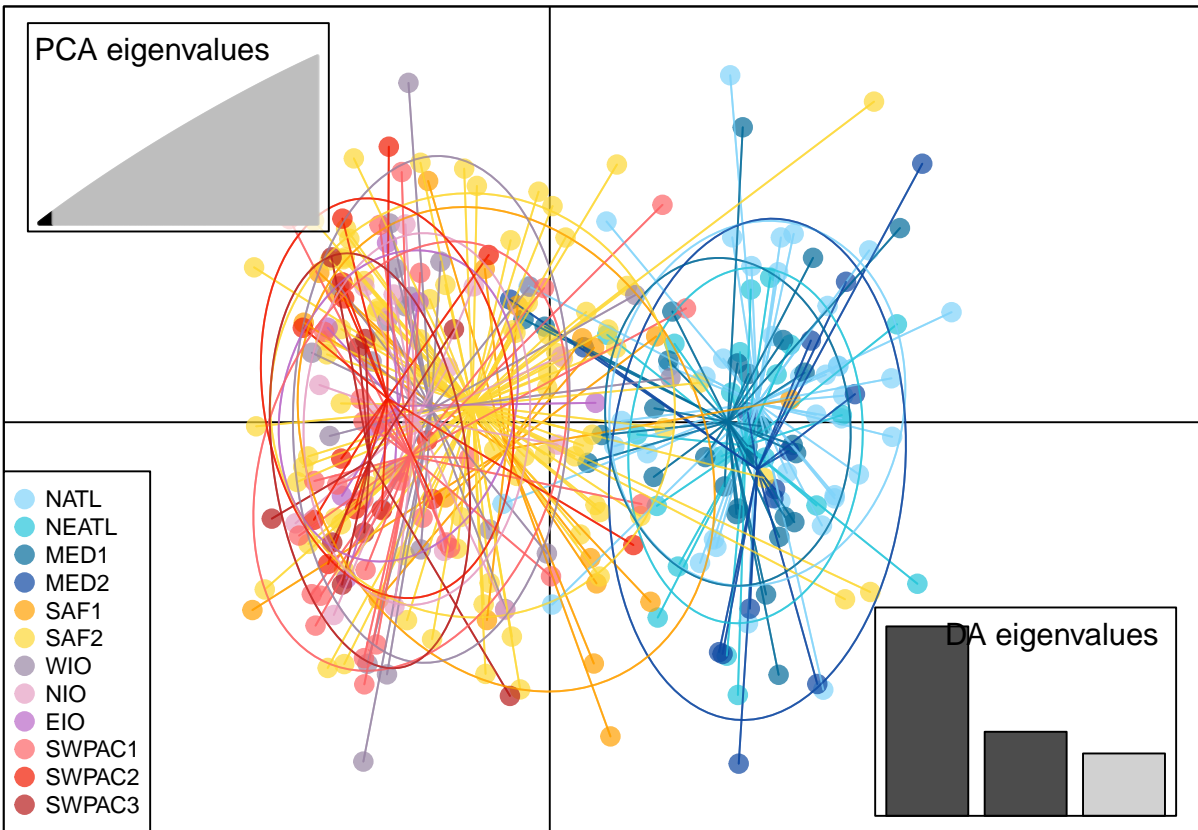 PCA eigenvalues
NATL
NEATL
MED1
MED2
SAF1
SAF2
WIO
NIO
EIO
SWPAC1
SWPAC2
SWPAC3
DA eigenvalues